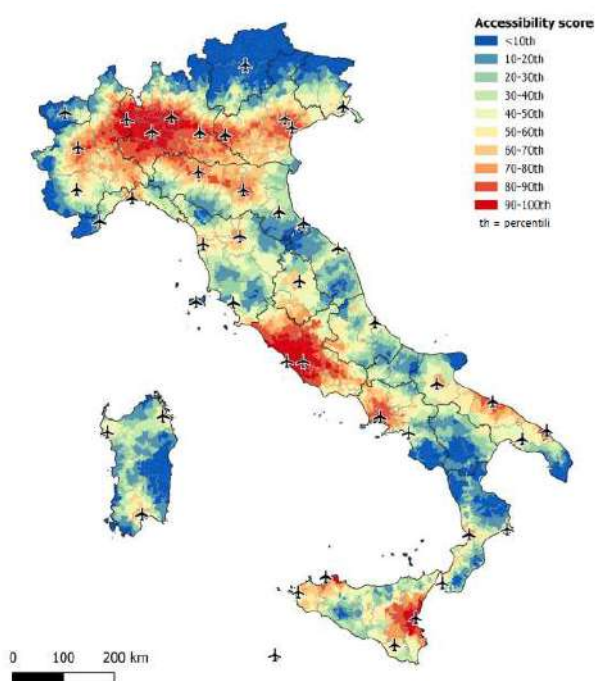 Accessibility score
<10th
10-20th
20-30th
30-40th
40-50th
50-60th
60-70th
70-80th
80-90th
90-100th
th = percentili
0 100 200 km